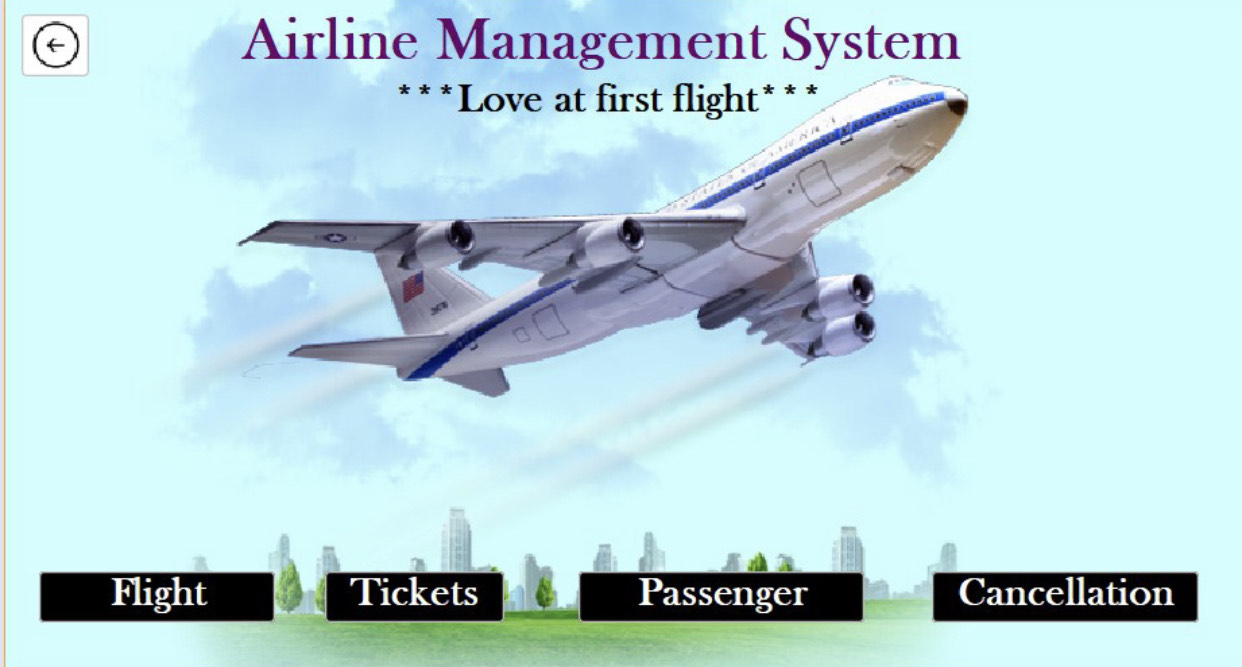 Airline Management System
***Love at first flight***
Flight
Tickets
Passenger
Cancellation